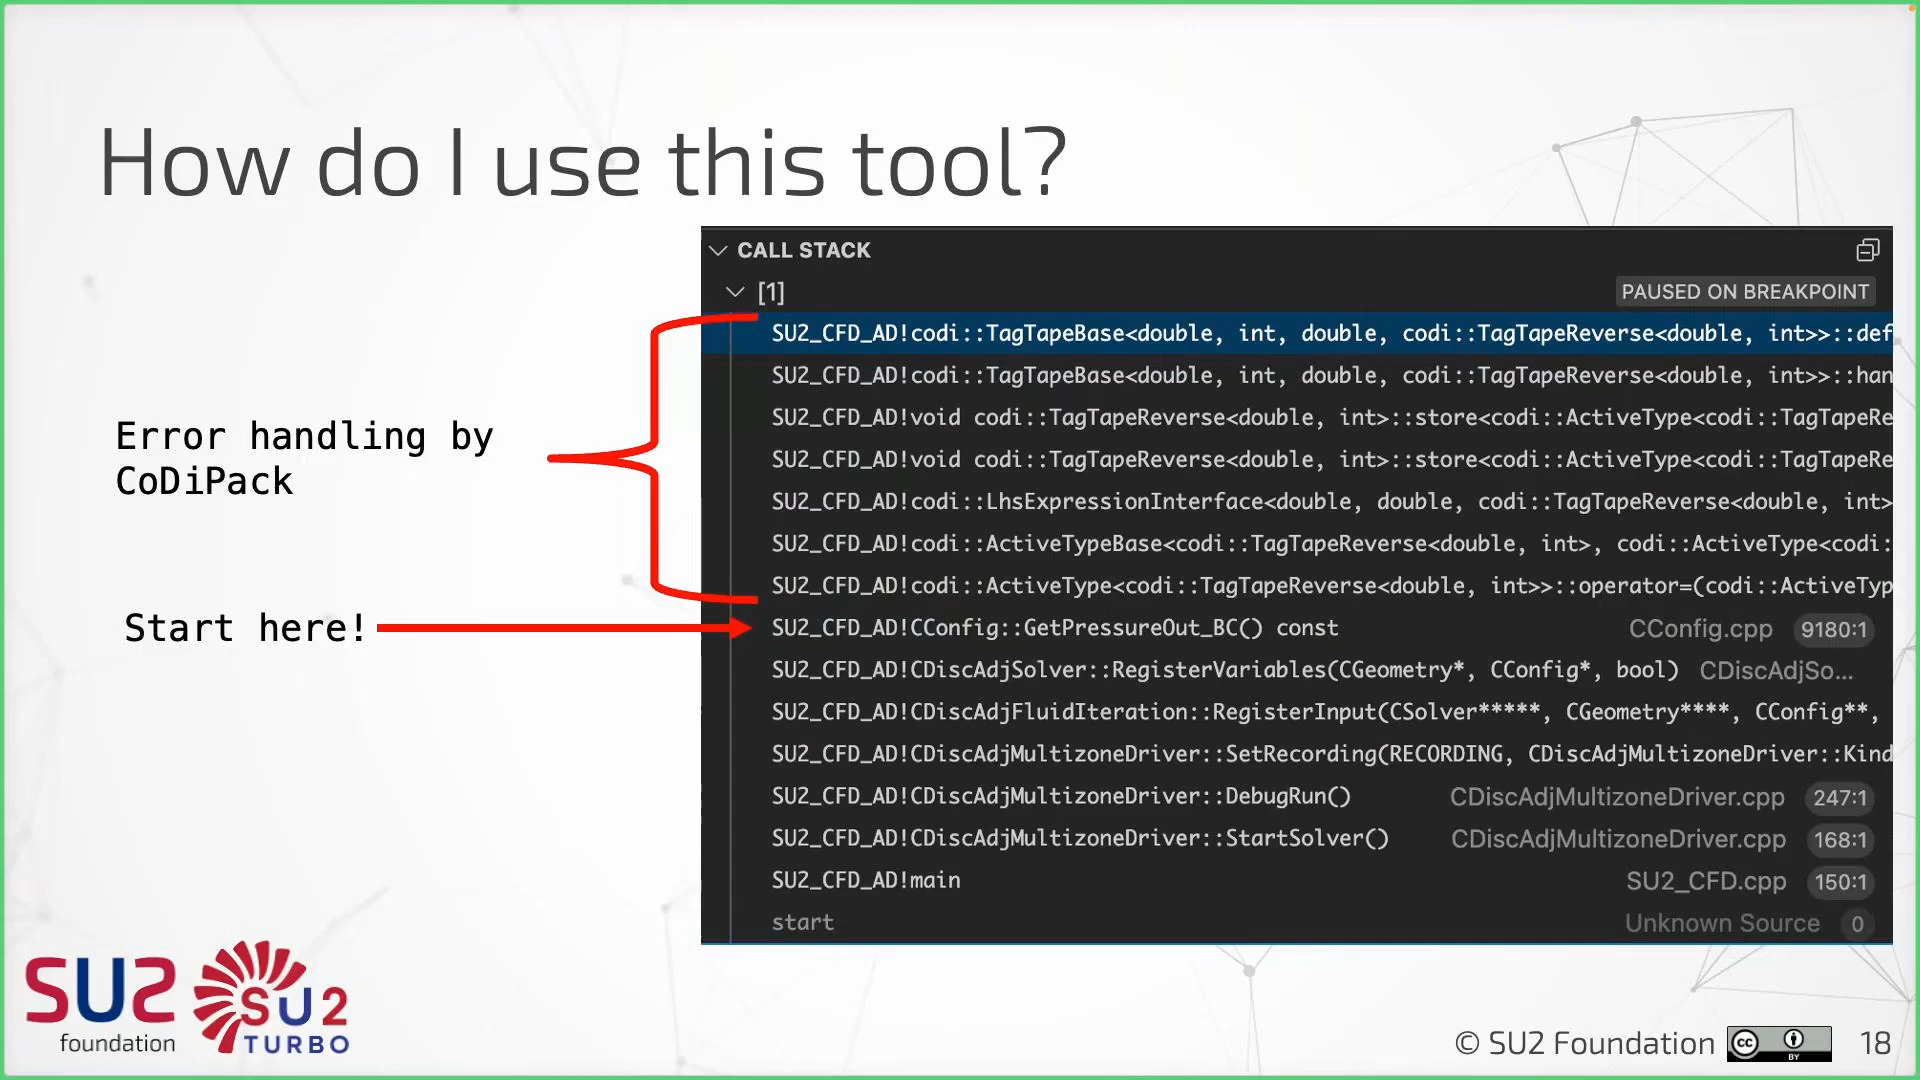 How do I use this tool?
CALL STACK
[1] PAUSED ON BREAKPOINT
SU2_CFD_AD!codi::TagTapeBase<double, int, double, codi::TagTapeReverse<double, int>>::def
SU2_CFD_AD!codi::TagTapeBase<double, int, double, codi::TagTapeReverse<double, int>>::han
SU2_CFD_AD!void codi::TagTapeReverse<double, int>::store<codi::ActiveType<codi::TagTapeRe
SU2_CFD_AD!void codi::TagTapeReverse<double, int>::store<codi::ActiveType<codi::TagTapeRe
SU2_CFD_AD!codi::LhsExpressionInterface<double, double, codi::TagTapeReverse<double, int>
SU2_CFD_AD!codi::ActiveTypeBase<codi::TagTapeReverse<double, int>, codi::ActiveType<codi:
SU2_CFD_AD!codi::ActiveType<codi::TagTapeReverse<double, int>>::operator=(codi::ActiveTyp
SU2_CFD_AD!CConfig::GetPressureOut_BC() const CConfig.cpp 9180:1
SU2_CFD_AD!CDiscAdjSolver::RegisterVariables(CGeometry*, CConfig*, bool) CDiscAdjSo...
SU2_CFD_AD!CDiscAdjFluidIteration::RegisterInput(CSolver*****, CGeometry****, CConfig**,
SU2_CFD_AD!CDiscAdjMultizoneDriver::SetRecording(RECORDING, CDiscAdjMultizoneDriver::Kind
SU2_CFD_AD!CDiscAdjMultizoneDriver::DebugRun() CDiscAdjMultizoneDriver.cpp 247:1
SU2_CFD_AD!CDiscAdjMultizoneDriver::StartSolver() CDiscAdjMultizoneDriver.cpp 168:1
SU2_CFD_AD!main SU2_CFD.cpp 150:1
start Unknown Source 0
Error handling by
CoDiPack
Start here!
SU2
foundation
SU2
TURBO
© SU2 Foundation
cc
BY
18